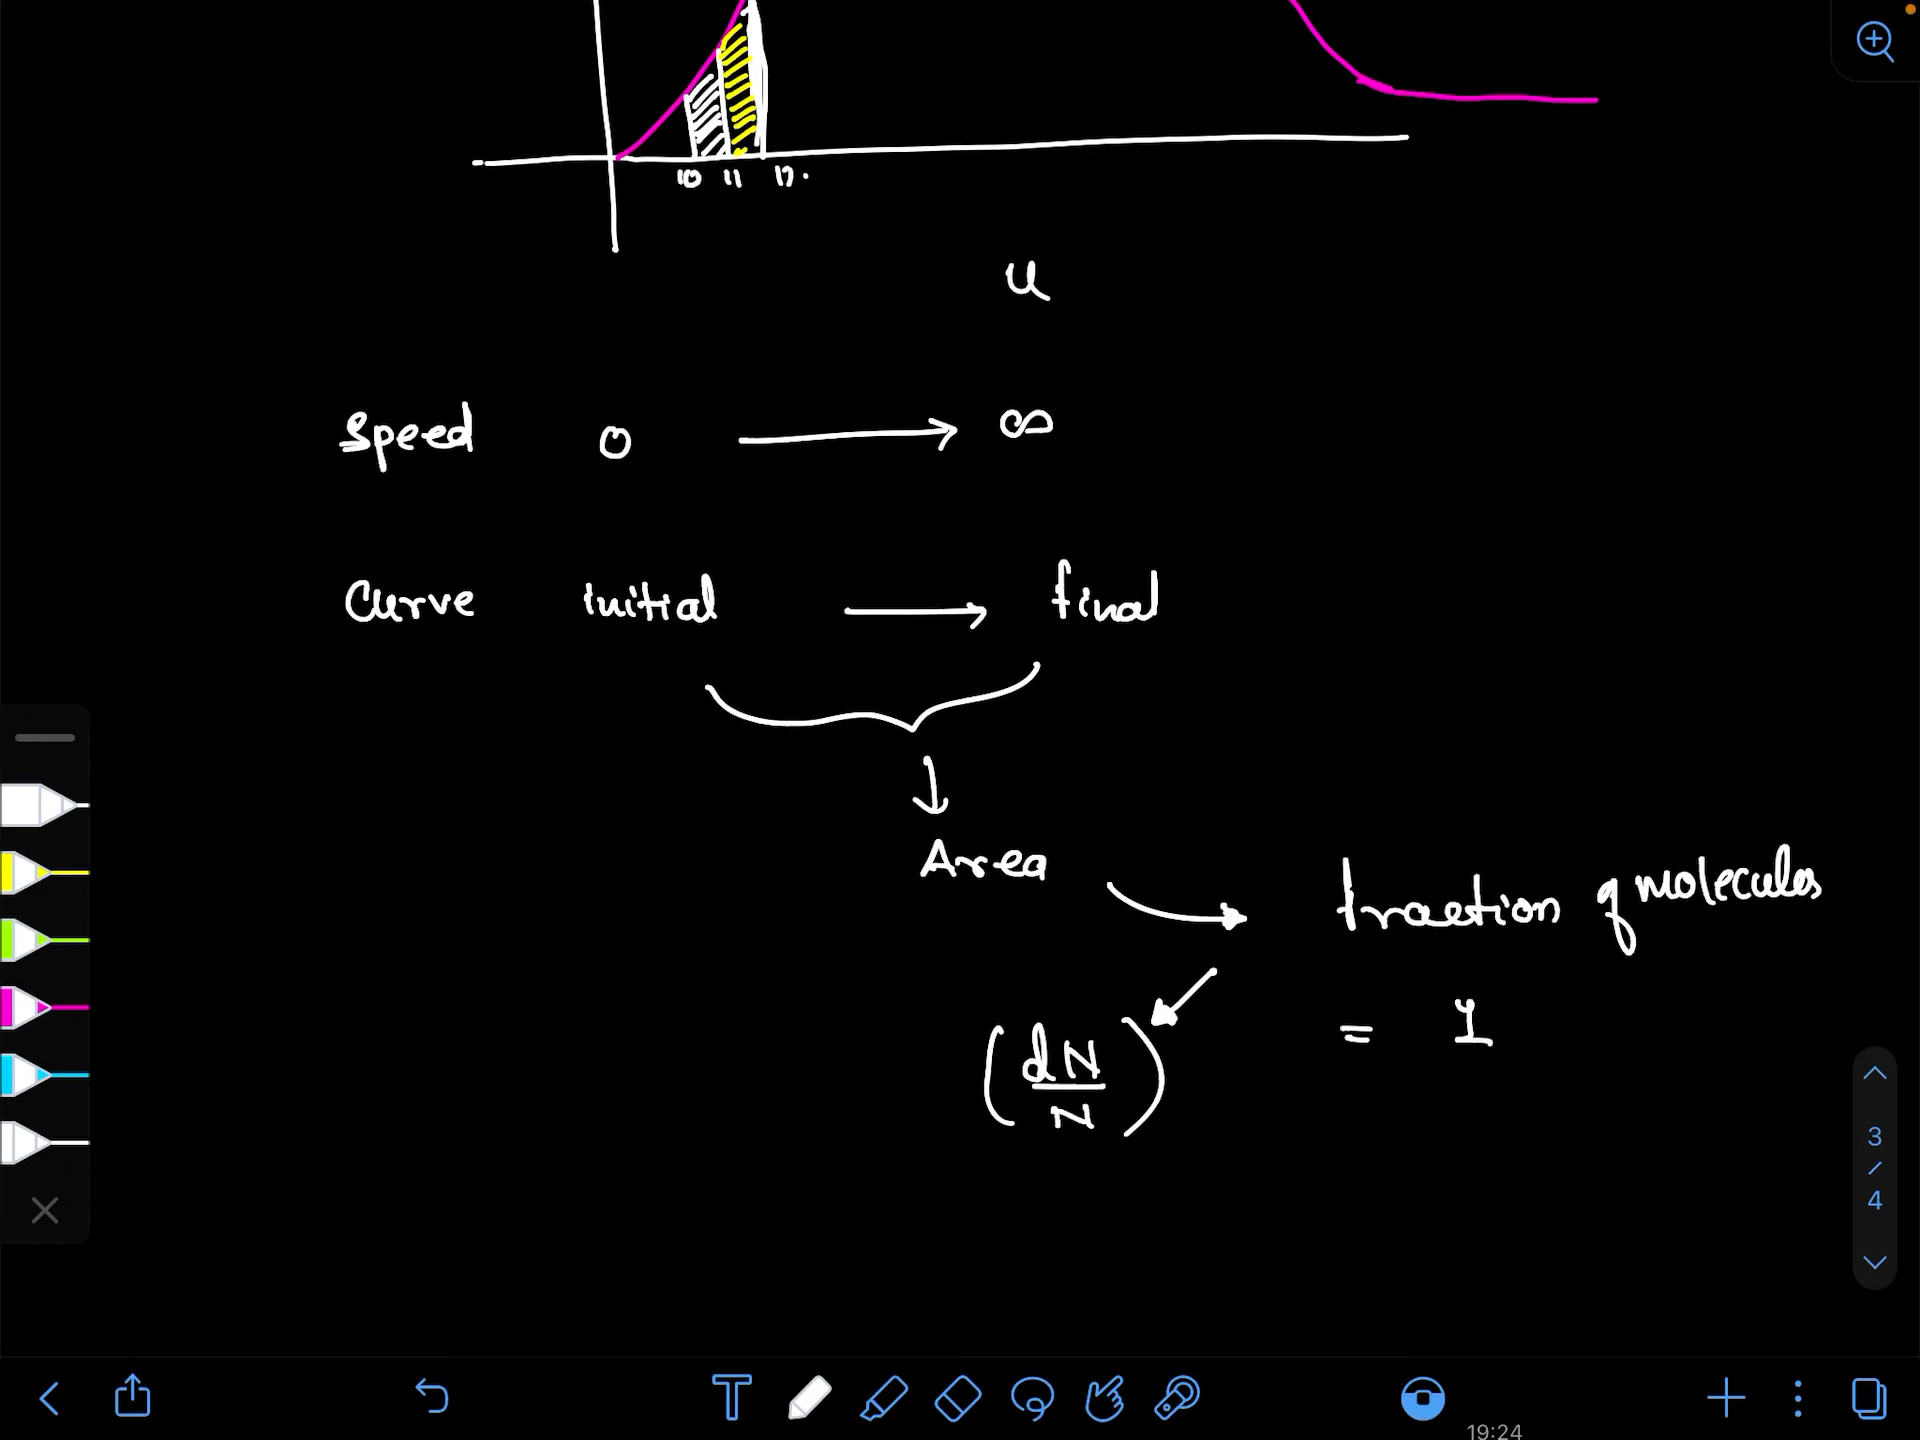 10 11 12.
u
Speed 0 → ∞
Curve initial → final
↓
Area → fraction of molecules
(dN/N) = 1
3
/
4
19:24